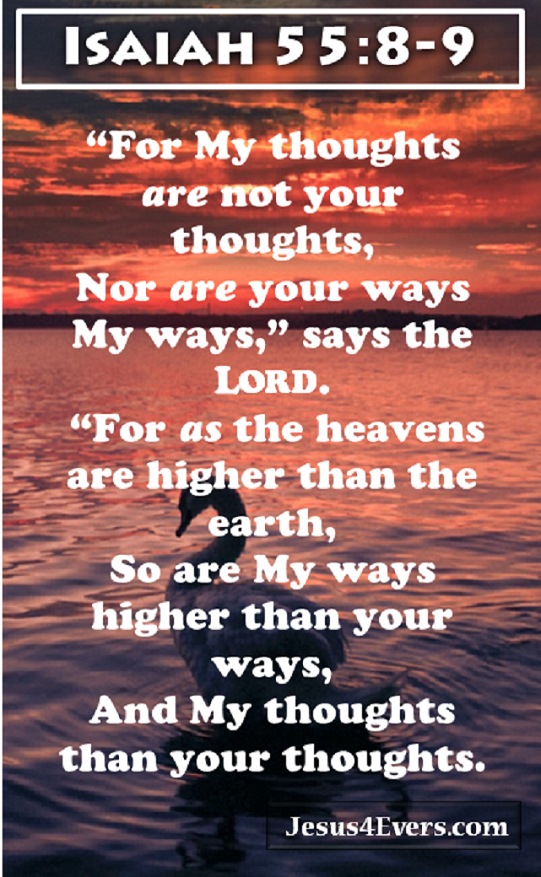 ISAIAH 55:8-9
“For My thoughts
are not your
thoughts,
Nor are your ways
My ways,” says the
LORD.
“For as the heavens
are higher than the
earth,
So are My ways
higher than your
ways,
And My thoughts
than your thoughts.
Jesus4Evers.com